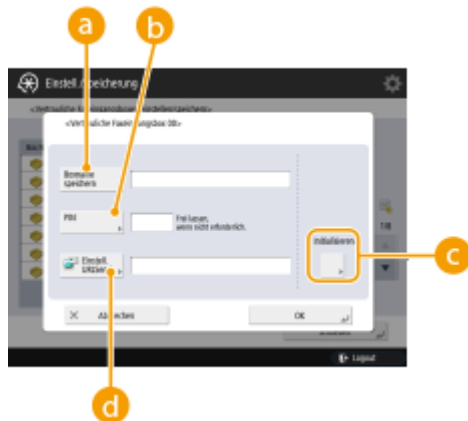 a
b
Einstell./Speicherung
<Vertrauliche Faxeingangsbox 00>
Boxname
speichern
PIN
Frei lassen,
wenn nicht erforderlich.
Initialisieren
1/8
c
Einstell.
Abbrechen
OK
Logout
d